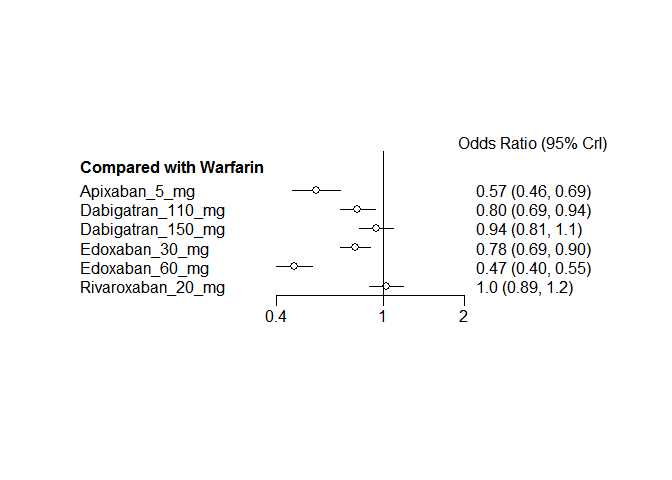 Odds Ratio (95% CrI)
Compared with Warfarin
Apixaban_5_mg 0.57 (0.46, 0.69)
Dabigatran_110_mg 0.80 (0.69, 0.94)
Dabigatran_150_mg 0.94 (0.81, 1.1)
Edoxaban_30_mg 0.78 (0.69, 0.90)
Edoxaban_60_mg 0.47 (0.40, 0.55)
Rivaroxaban_20_mg 1.0 (0.89, 1.2)
0.4 1 2